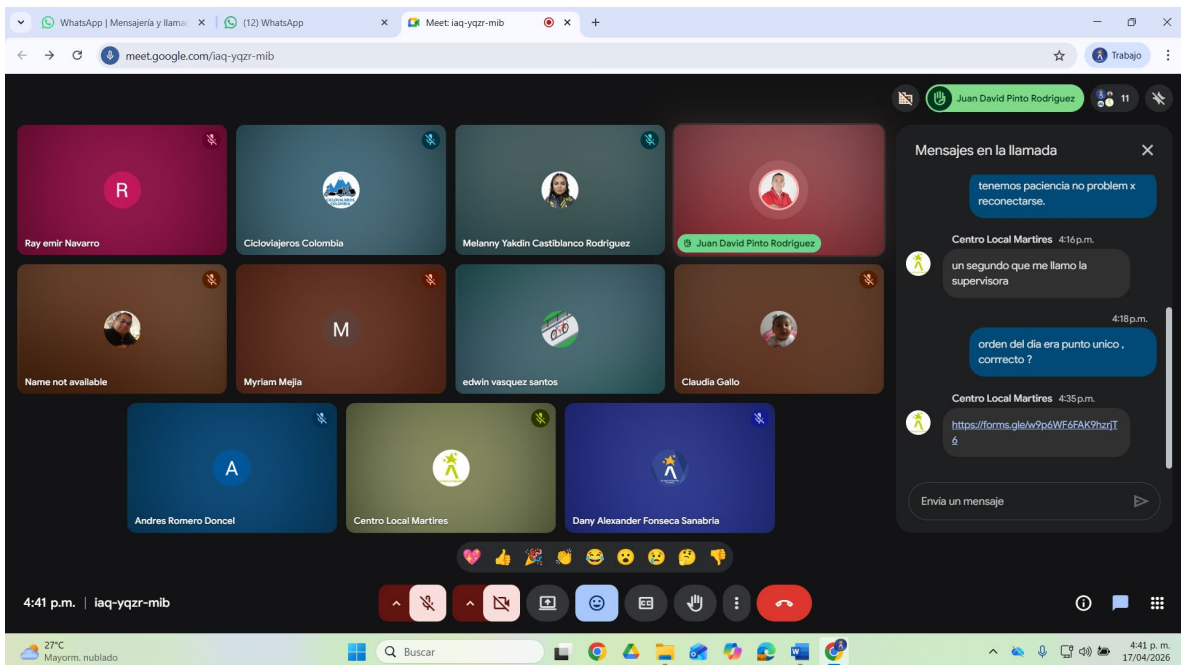 WhatsApp | Mensajería y llama
(12) WhatsApp
Meet: iaq-yqzr-mib
meet.google.com/iaq-yqzr-mib
Trabajo
Juan David Pinto Rodriguez
11
R
Ray emir Navarro
CICLOVIAJEROS
COLOMBIA
Cicloviajeros Colombia
Melanny Yakdin Castiblanco Rodriguez
Juan David Pinto Rodriguez
Name not available
M
Myriam Mejia
edwin vasquez santos
Claudia Gallo
A
Andres Romero Doncel
Centro Local Martires
Dany Alexander Fonseca Sanabria
Mensajes en la llamada
tenemos paciencia no problem x
reconectarse.
Centro Local Martires 4:16 p.m.
un segundo que me llamo la
supervisora
4:18 p.m.
orden del dia era punto unico ,
corrrecto ?
Centro Local Martires 4:35 p.m.
https://forms.gle/w9p6WF6FAK9hzrjT
6
Envía un mensaje
4:41 p.m. | iaq-yqzr-mib
27°C
Mayorm. nublado
Buscar
4:41 p. m.
17/04/2026